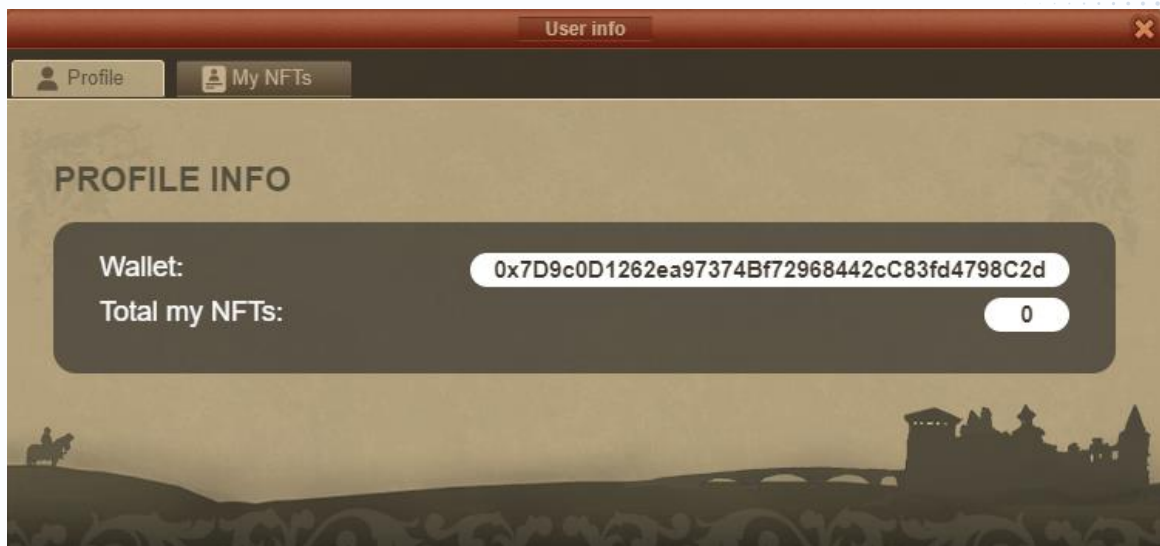 User info
Profile
My NFTs
PROFILE INFO
Wallet: 0x7D9c0D1262ea97374Bf72968442cC83fd4798C2d
Total my NFTs: 0